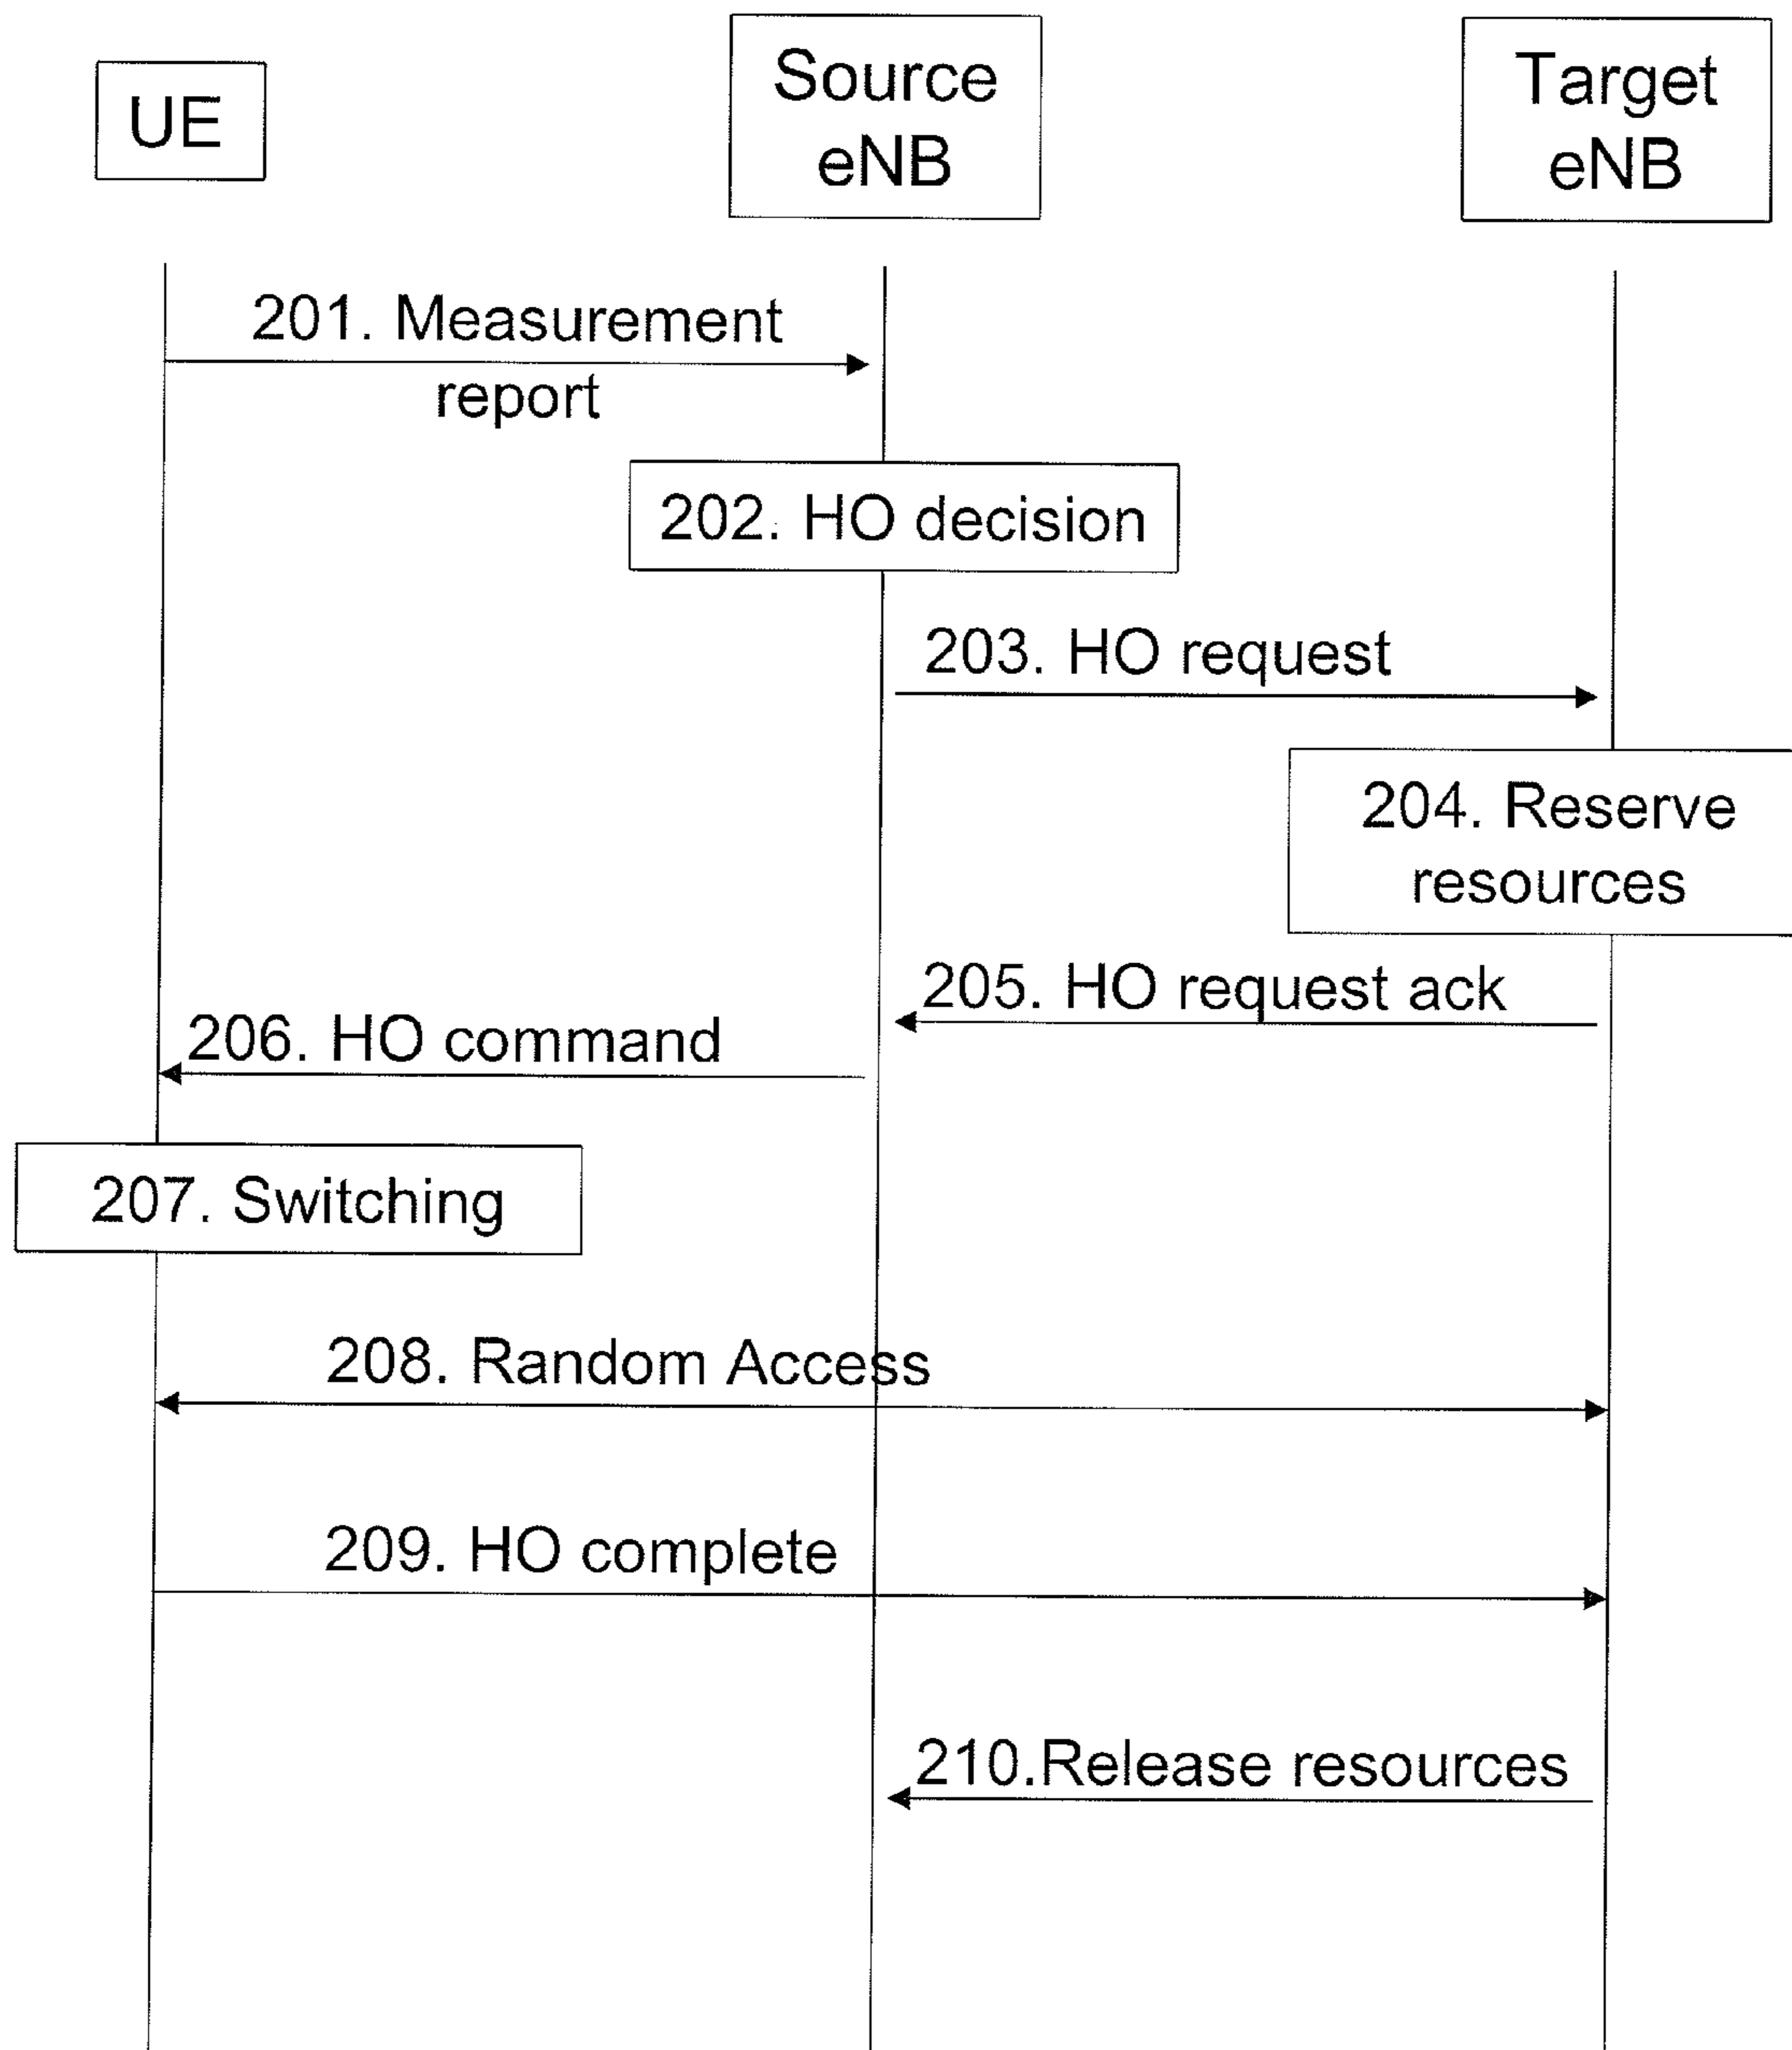 UE
Source
eNB
Target
eNB
201. Measurement
report
202. HO decision
203. HO request
204. Reserve
resources
205. HO request ack
206. HO command
207. Switching
208. Random Access
209. HO complete
210.Release resources